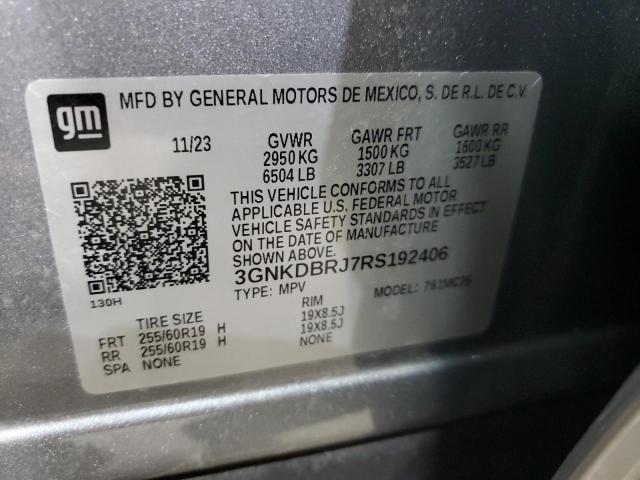 gm
MFD BY GENERAL MOTORS DE MEXICO, S. DE R.L. DE C.V.
11/23
GVWR GAWR FRT GAWR RR
2950 KG 1500 KG 1600 KG
6504 LB 3307 LB 3527 LB
THIS VEHICLE CONFORMS TO ALL
APPLICABLE U.S. FEDERAL MOTOR
VEHICLE SAFETY STANDARDS IN EFFECT
ON THE DATE OF MANUFACTURE
SHOWN ABOVE
3GNKDBRJ7RS192406
TYPE: MPV MODEL: 761MC26
130H
TIRE SIZE RIM
FRT 255/60R19 H 19X8.5J
RR 255/60R19 H 19X8.5J
SPA NONE NONE